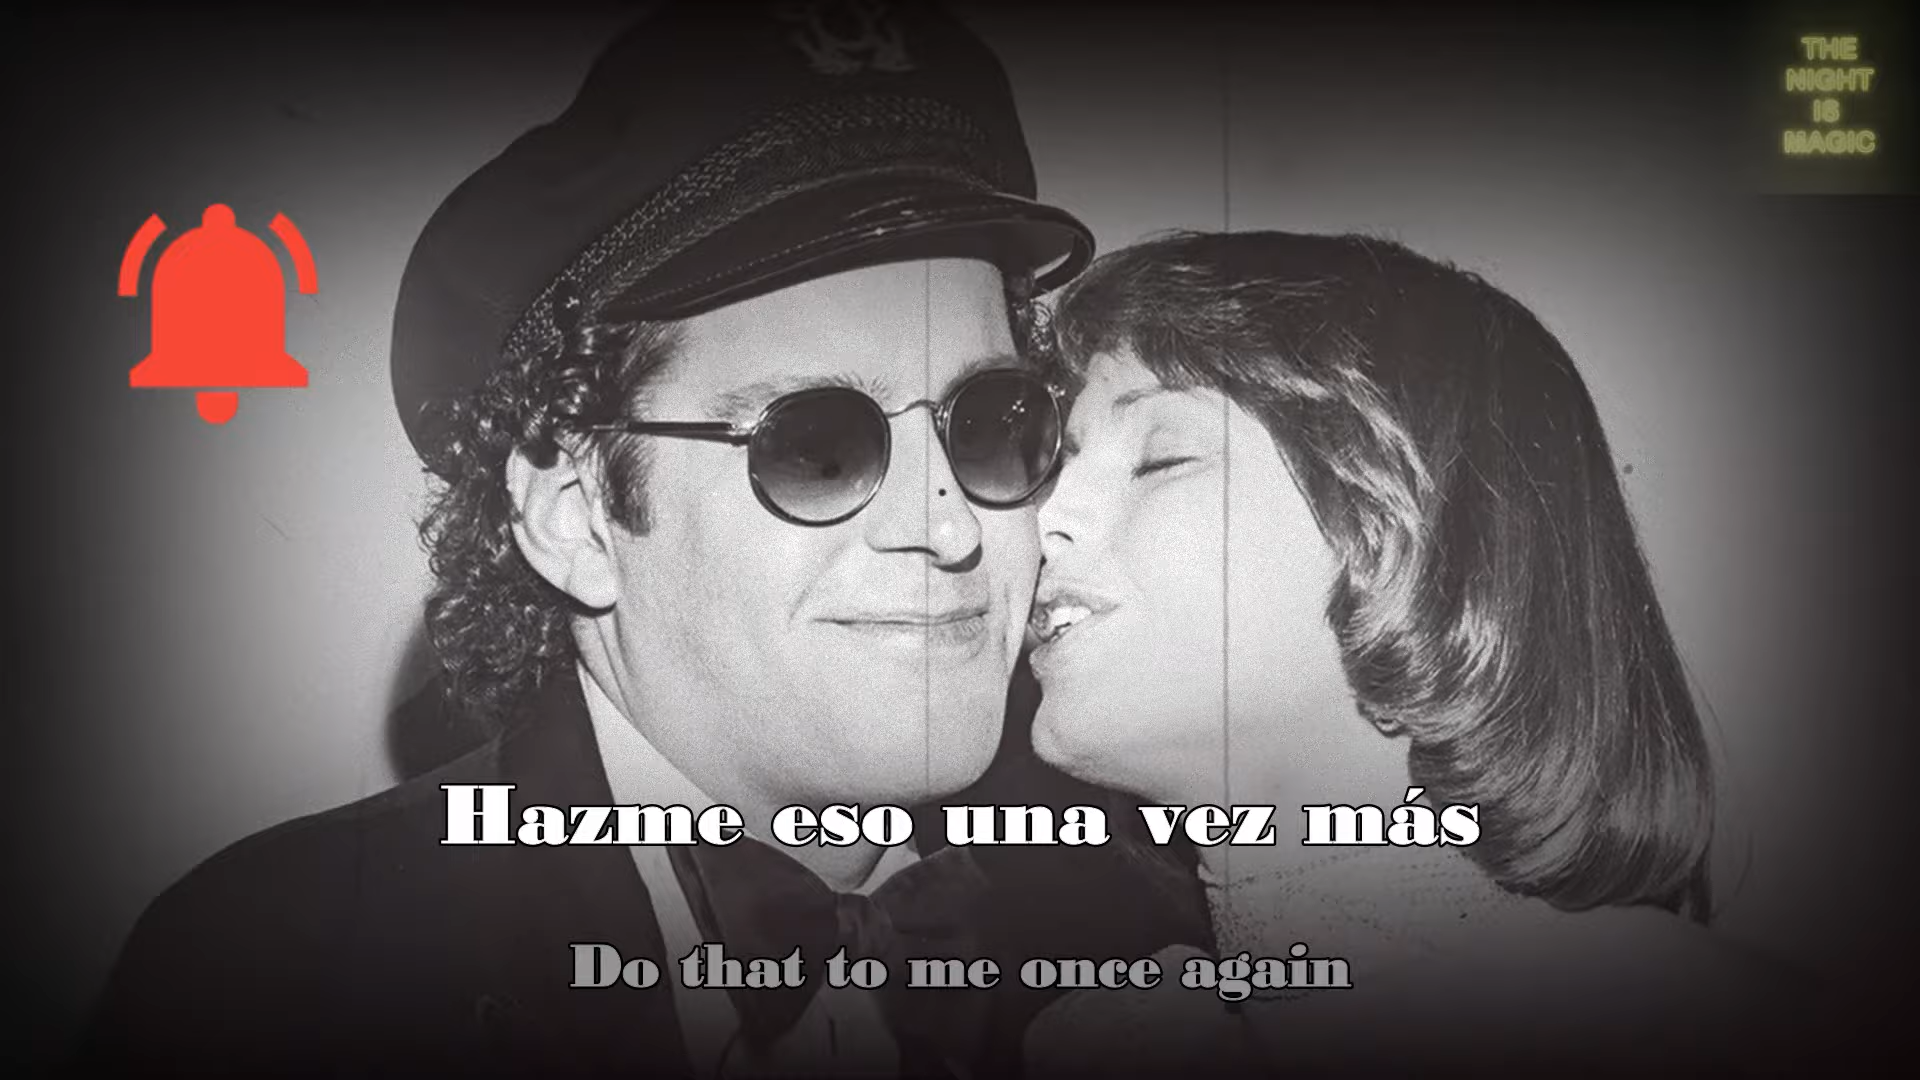 THE
NIGHT
IS
MAGIC
Hazme eso una vez más
Do that to me once again